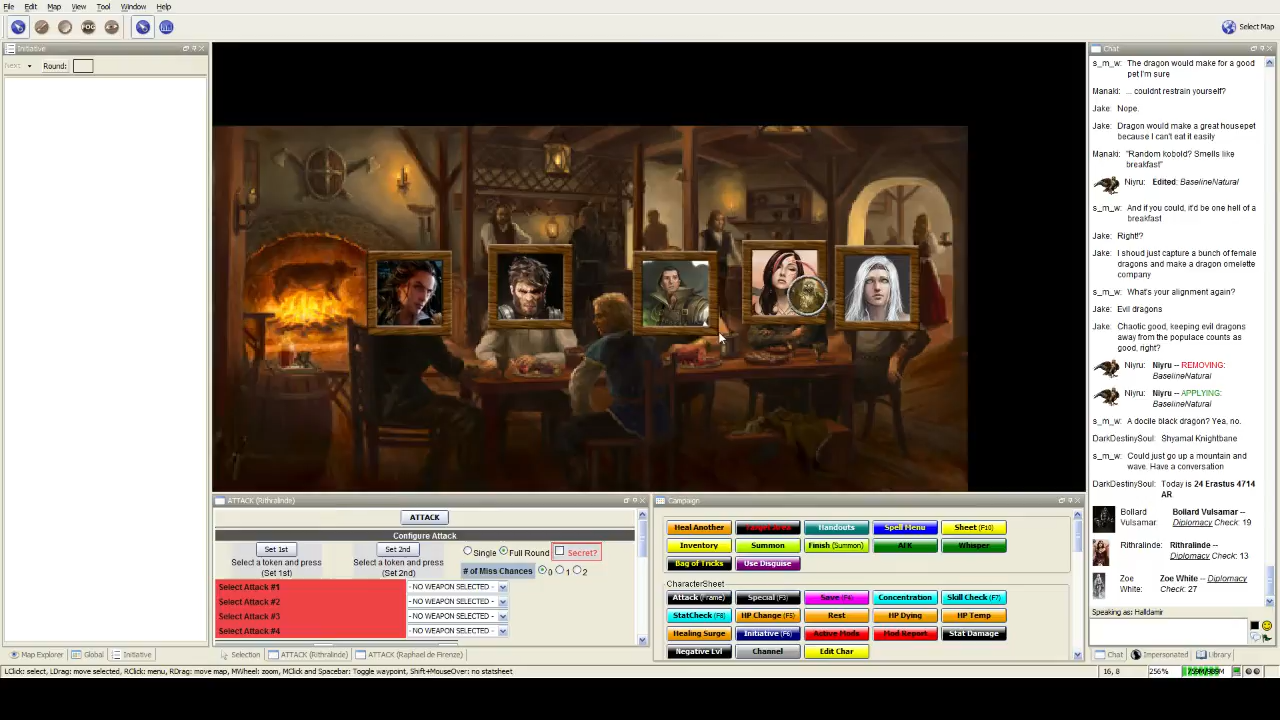 File Edit Map View Tool Window Help
FOG
Select Map
Initiative
Next Round:
ATTACK (Rithralinde)
ATTACK
Configure Attack
Set 1st Set 2nd Single Full Round Secret?
Select a token and press
(Set 1st)
Select a token and press
(Set 2nd)
# of Miss Chances 0 1 2
Select Attack #1 - NO WEAPON SELECTED -
Select Attack #2 - NO WEAPON SELECTED -
Select Attack #3 - NO WEAPON SELECTED -
Select Attack #4 - NO WEAPON SELECTED -
Campaign
Heal Another Handouts Spell Menu Sheet (F10)
Inventory Summon Finish (Summon) AFK Whisper
Bag of Tricks Use Disguise
CharacterSheet
Attack (Frame) Special (F3) Save (F4) Concentration Skill Check (F7)
StatCheck (F8) HP Change (F5) Rest HP Dying HP Temp
Healing Surge Initiative (F6) Active Mods Mod Report Stat Damage
Negative Lvl Channel Edit Char
Chat
s_m_w: The dragon would make for a good
pet I'm sure
Manaki: ... couldnt restrain yourself?
Jake: Nope.
Jake: Dragon would make a great housepet
because I can't eat it easily
Manaki: "Random kobold? Smells like
breakfast"
Niyru: Edited: BaselineNatural
s_m_w: And if you could, it'd be one hell of a
breakfast
Jake: Right!?
Jake: I shoud just capture a bunch of female
dragons and make a dragon omelette
company
s_m_w: What's your alignment again?
Jake: Evil dragons
Jake Chaotic good, keeping evil dragons
away from the populace counts as
good, right?
Niyru: Niyru -- REMOVING:
BaselineNatural
Niyru: Niyru -- APPLYING:
BaselineNatural
s_m_w: A docile black dragon? Yea, no.
DarkDestinySoul: Shyamal Knightbane
s_m_w: Could just go up a mountain and
wave. Have a conversation
DarkDestinySoul: Today is 24 Erastus 4714
AR
Bollard Vulsamar: Bollard Vulsamar --
Diplomacy Check: 19
Rithralinde: Rithralinde --
Diplomacy Check: 13
Zoe White: Zoe White -- Diplomacy
Check: 27
Speaking as: Halldamir
Map Explorer Global Initiative Selection ATTACK (Rithralinde) ATTACK (Raphael de Firenze) Chat Impersonated Library
LClick: select, LDrag: move selected, RClick: menu, RDrag: move map, MWheel: zoom, MClick and Spacebar: Toggle waypoint, Shift+MouseOver: no statsheet 16, 8 256%